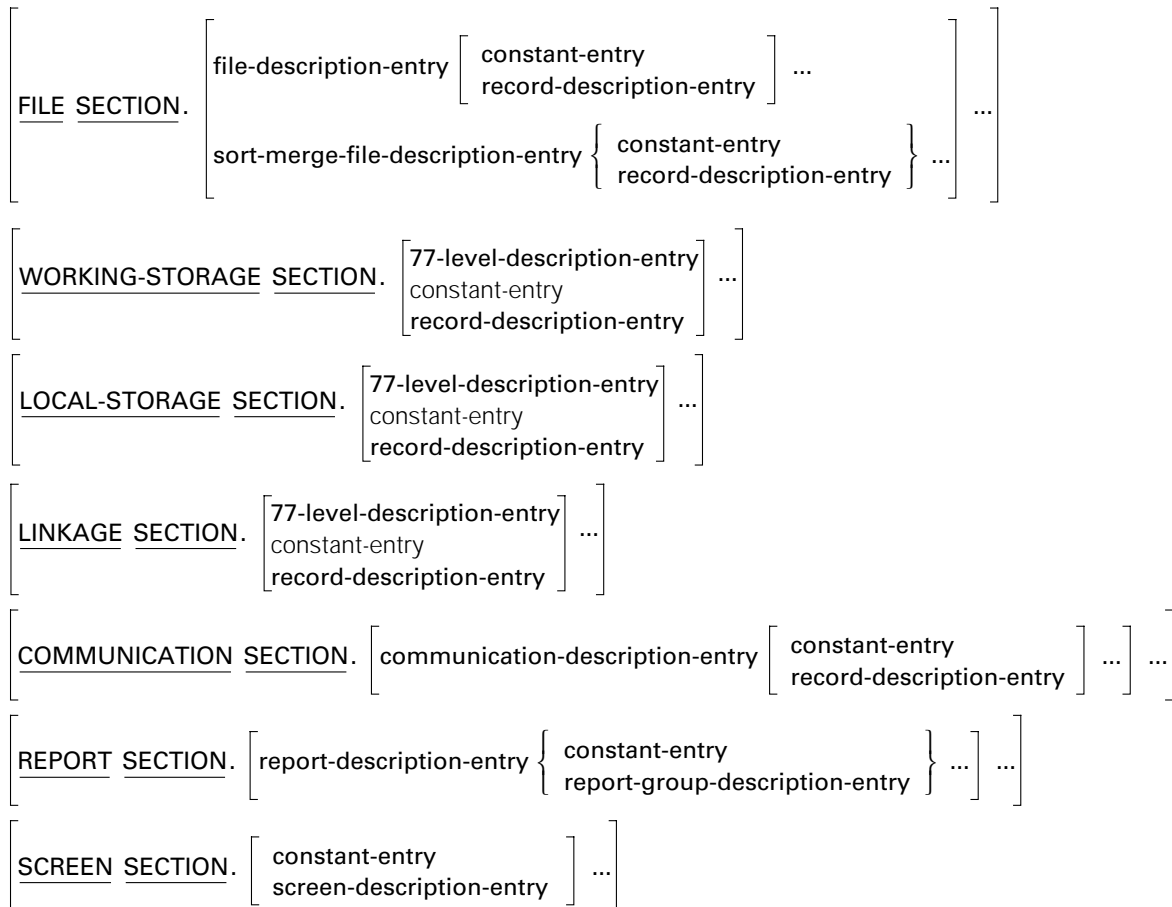 file-description-entry constant-entry ...
record-description-entry
FILE SECTION. ...
sort-merge-file-description-entry constant-entry ...
record-description-entry
77-level-description-entry
WORKING-STORAGE SECTION. constant-entry ...
record-description-entry
77-level-description-entry
LOCAL-STORAGE SECTION. constant-entry ...
record-description-entry
77-level-description-entry
LINKAGE SECTION. constant-entry ...
record-description-entry
COMMUNICATION SECTION. communication-description-entry constant-entry ... ...
record-description-entry
REPORT SECTION. report-description-entry constant-entry ... ...
report-group-description-entry
SCREEN SECTION. constant-entry ...
screen-description-entry